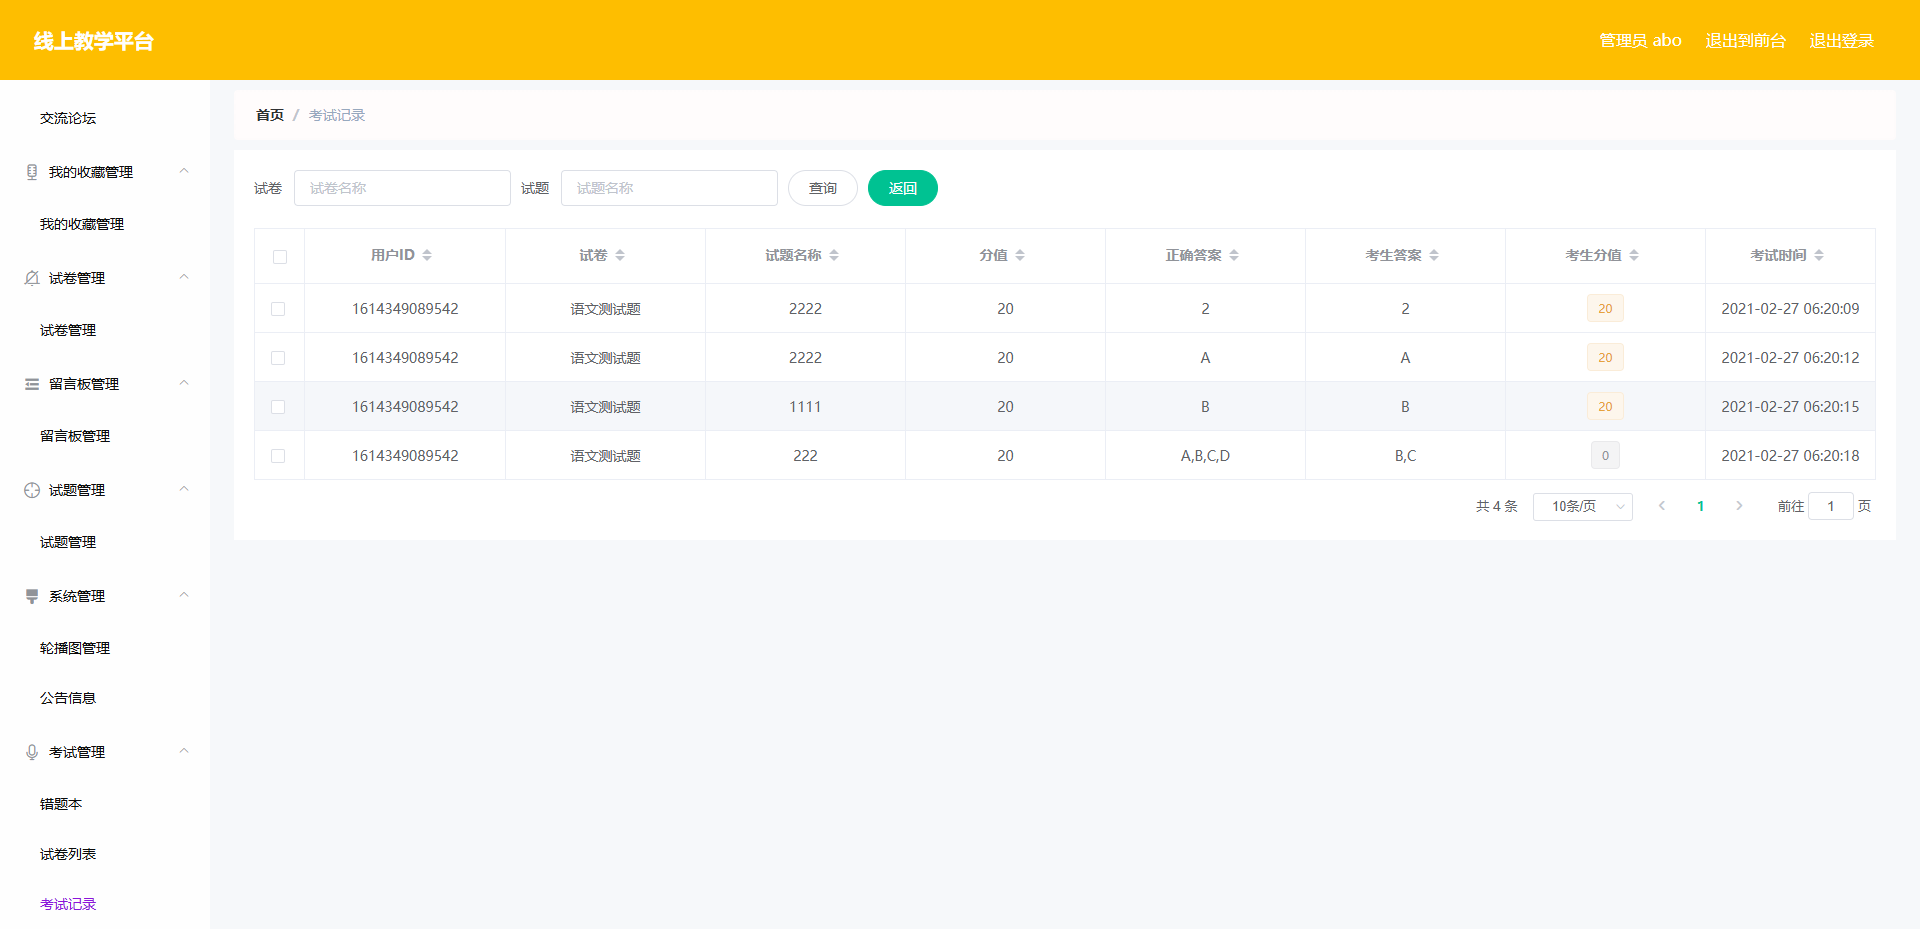 线上教学平台
管理员 abo 退出到前台 退出登录
交流论坛
我的收藏管理
我的收藏管理
试卷管理
试卷管理
留言板管理
留言板管理
试题管理
试题管理
系统管理
轮播图管理
公告信息
考试管理
错题本
试卷列表
考试记录
首页 / 考试记录
试卷 试卷名称 试题 试题名称 查询 返回
用户ID 试卷 试题名称 分值 正确答案 考生答案 考生分值 考试时间
1614349089542 语文测试题 2222 20 2 2 20 2021-02-27 06:20:09
1614349089542 语文测试题 2222 20 A A 20 2021-02-27 06:20:12
1614349089542 语文测试题 1111 20 B B 20 2021-02-27 06:20:15
1614349089542 语文测试题 222 20 A,B,C,D B,C 0 2021-02-27 06:20:18
共 4 条 10条/页 1 前往 1 页